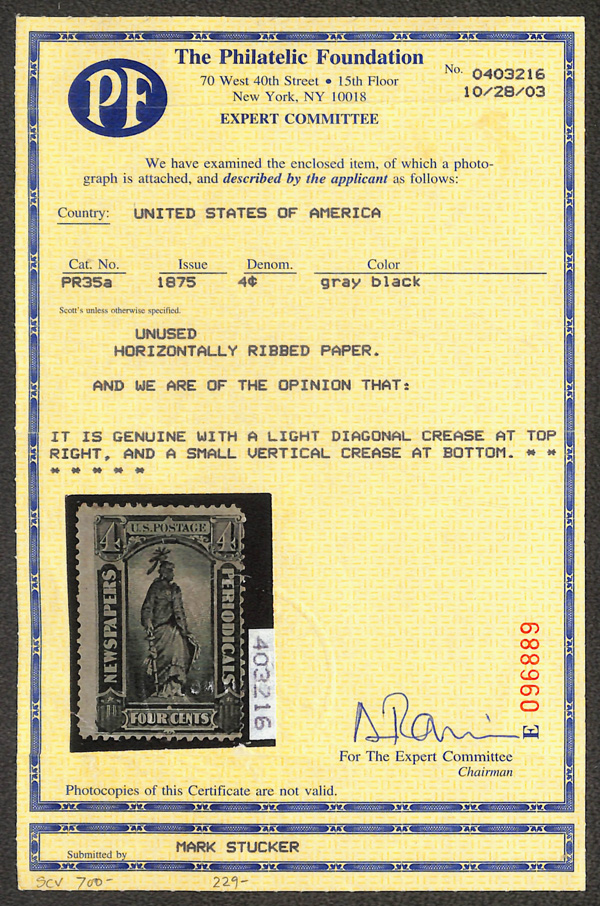 PF
The Philatelic Foundation
70 West 40th Street • 15th Floor
New York, NY 10018
EXPERT COMMITTEE
No. 0403216
10/28/03
We have examined the enclosed item, of which a photo-
graph is attached, and described by the applicant as follows:
Country: UNITED STATES OF AMERICA
Cat. No. Issue Denom. Color
PR35a 1875 4¢ gray black
Scott's unless otherwise specified.
UNUSED
HORIZONTALLY RIBBED PAPER.
AND WE ARE OF THE OPINION THAT:
IT IS GENUINE WITH A LIGHT DIAGONAL CREASE AT TOP
RIGHT, AND A SMALL VERTICAL CREASE AT BOTTOM. * *
* * * * *
4 U.S. POSTAGE 4
NEWSPAPERS
PERIODICALS
FOUR CENTS
403216
E 096889
For The Expert Committee
Chairman
Photocopies of this Certificate are not valid.
Submitted by MARK STUCKER
SCV 700- 229-